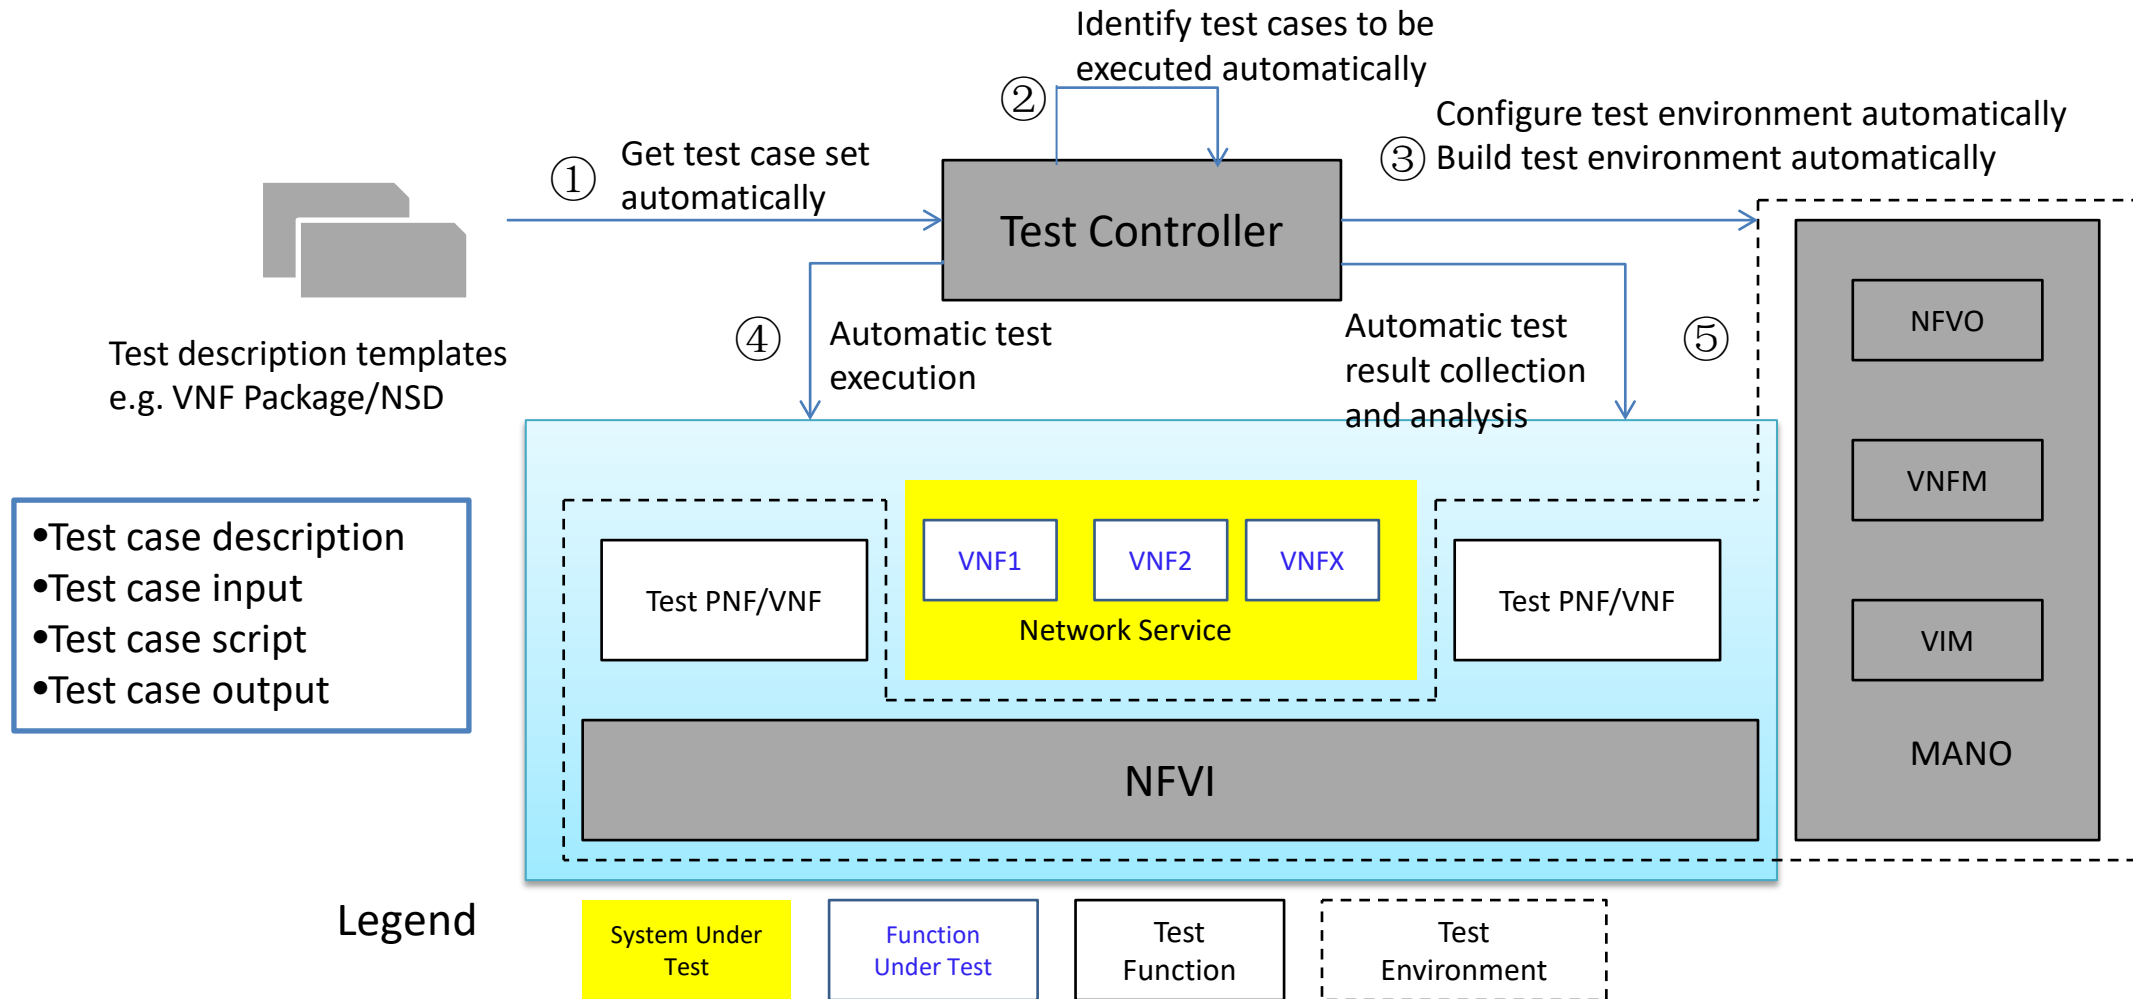 Identify test cases to be
executed automatically
②
Configure test environment automatically
③ Build test environment automatically
①
Get test case set
automatically
Test Controller
Test description templates
e.g. VNF Package/NSD
④
Automatic test
execution
Automatic test
result collection
and analysis
⑤
NFVO
VNFM
VIM
MANO
•Test case description
•Test case input
•Test case script
•Test case output
Test PNF/VNF
VNF1
VNF2
VNFX
Network Service
Test PNF/VNF
NFVI
Legend
System Under
Test
Function
Under Test
Test
Function
Test
Environment